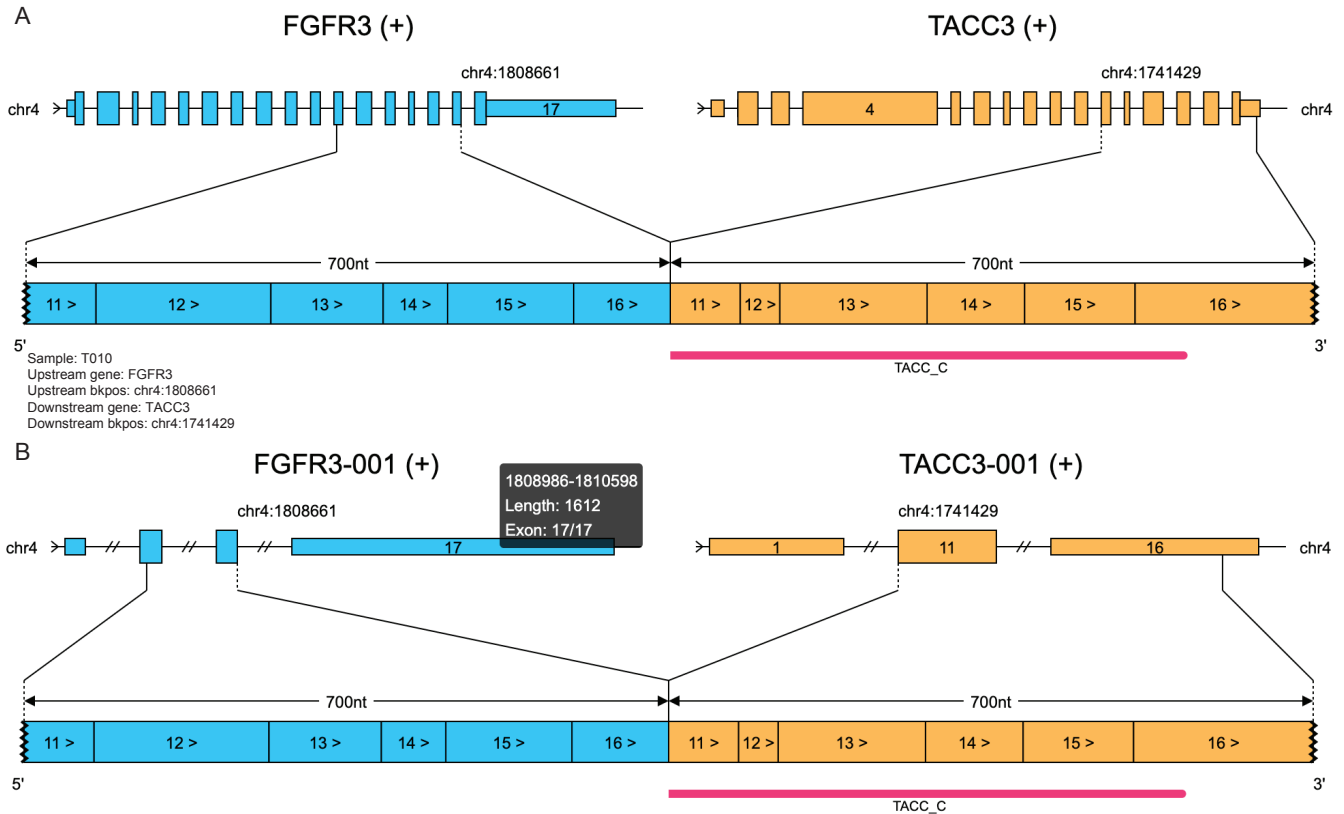 A
FGFR3 (+)
TACC3 (+)
chr4:1808661
chr4:1741429
chr4
17
4
chr4
700nt
700nt
11 >
12 >
13 >
14 >
15 >
16 >
11 >
12 >
13 >
14 >
15 >
16 >
5'
3'
TACC_C
Sample: T010
Upstream gene: FGFR3
Upstream bkpos: chr4:1808661
Downstream gene: TACC3
Downstream bkpos: chr4:1741429
B
FGFR3-001 (+)
TACC3-001 (+)
1808986-1810598
Length: 1612
Exon: 17/17
chr4:1808661
chr4:1741429
chr4
17
1
11
16
chr4
700nt
700nt
11 >
12 >
13 >
14 >
15 >
16 >
11 >
12 >
13 >
14 >
15 >
16 >
5'
3'
TACC_C